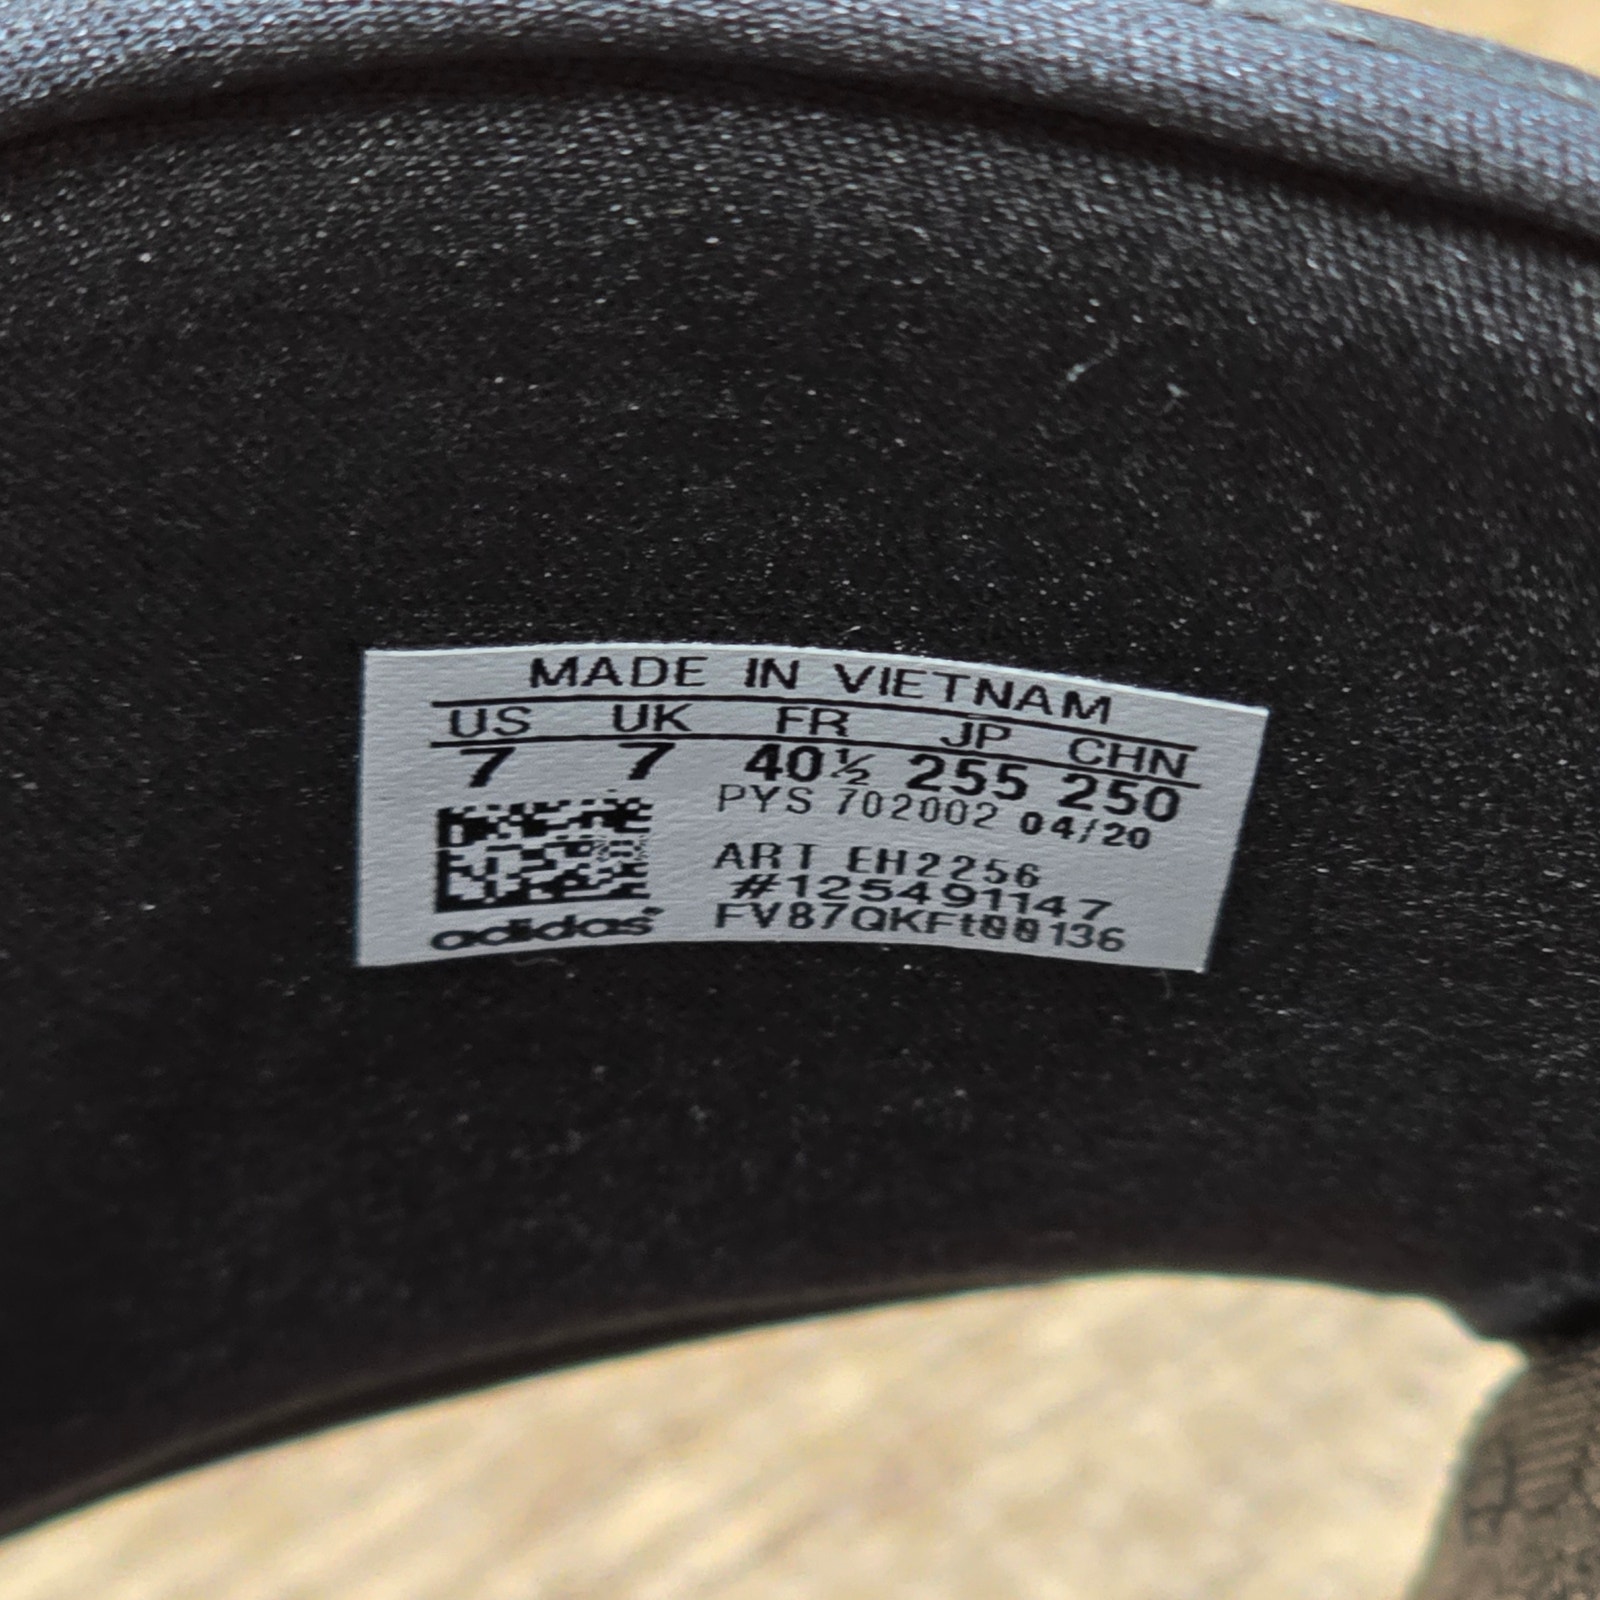 MADE IN VIETNAM
US UK FR JP CHN
7 7 40½ 255 250
PYS 702002 04/20
ART EH2256
#125491147
FV87QKFt00136
adidas